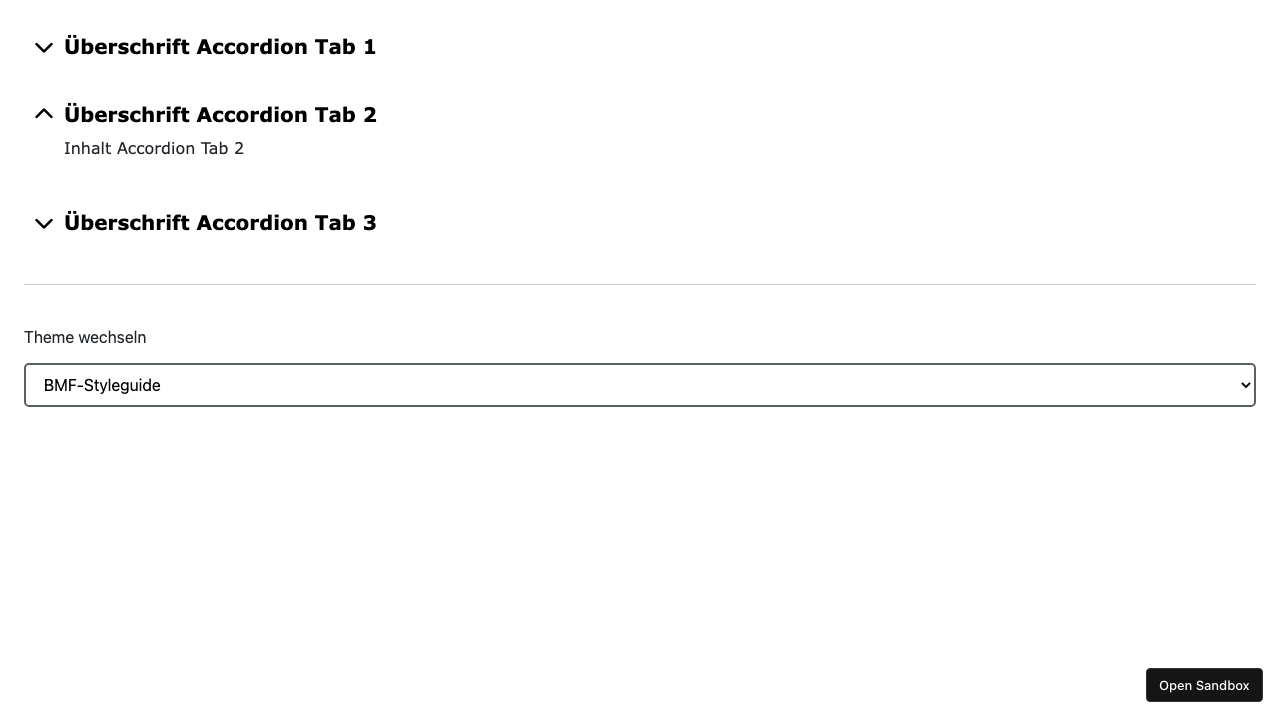 Überschrift Accordion Tab 1
Überschrift Accordion Tab 2
Inhalt Accordion Tab 2
Überschrift Accordion Tab 3
Theme wechseln
BMF-Styleguide
Open Sandbox